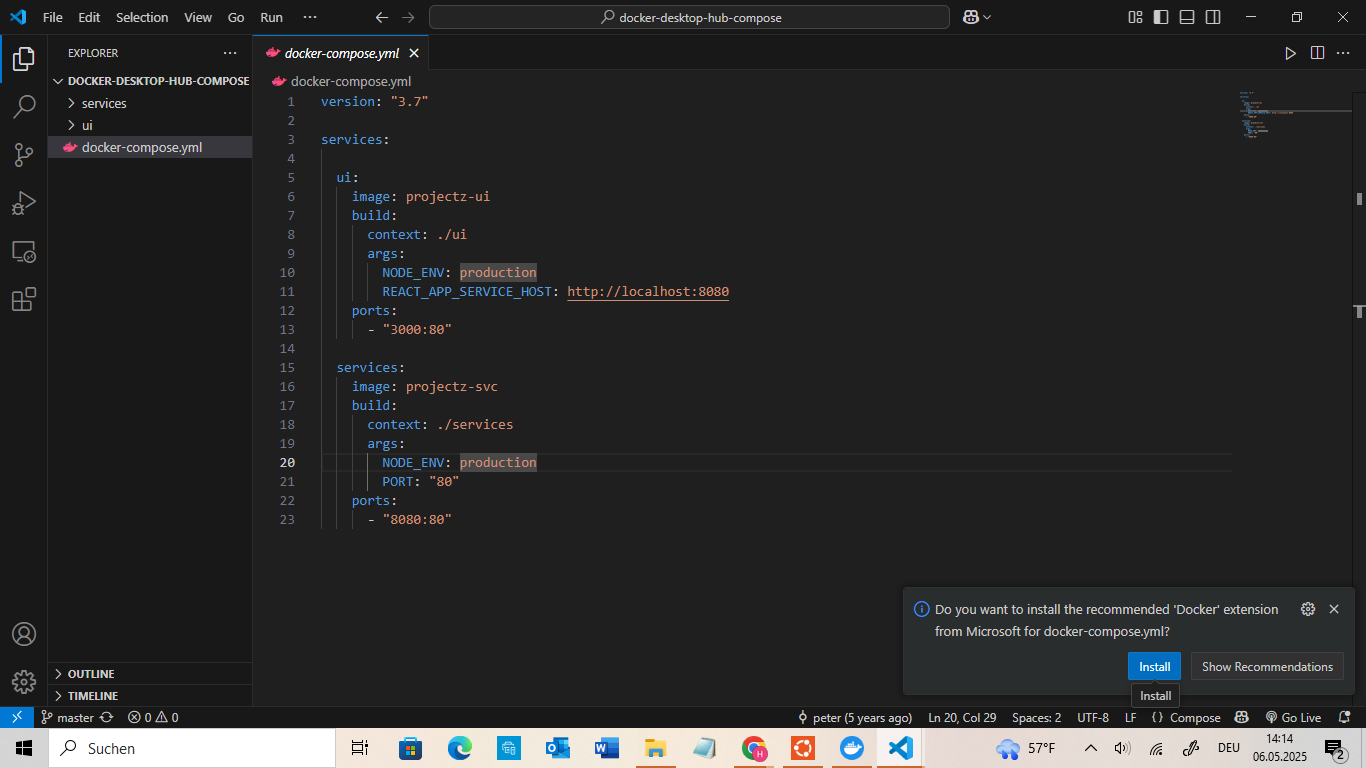 File Edit Selection View Go Run ··· docker-desktop-hub-compose
EXPLORER ···
DOCKER-DESKTOP-HUB-COMPOSE
services
ui
docker-compose.yml
OUTLINE
TIMELINE
docker-compose.yml
docker-compose.yml
1 version: "3.7"
2
3 services:
4
5 ui:
6 image: projectz-ui
7 build:
8 context: ./ui
9 args:
10 NODE_ENV: production
11 REACT_APP_SERVICE_HOST: http://localhost:8080
12 ports:
13 - "3000:80"
14
15 services:
16 image: projectz-svc
17 build:
18 context: ./services
19 args:
20 NODE_ENV: production
21 PORT: "80"
22 ports:
23 - "8080:80"
Do you want to install the recommended 'Docker' extension
from Microsoft for docker-compose.yml?
Install Show Recommendations
Install
master 0 0 peter (5 years ago) Ln 20, Col 29 Spaces: 2 UTF-8 LF {} Compose Go Live
Suchen 57°F DEU 14:14
06.05.2025 2